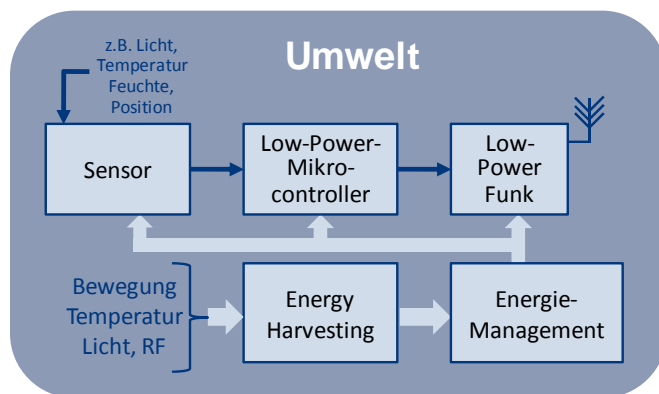 Umwelt
z.B. Licht,
Temperatur
Feuchte,
Position
Sensor
Low-Power-
Mikro-
controller
Low-
Power
Funk
Bewegung
Temperatur
Licht, RF
Energy
Harvesting
Energie-
Management